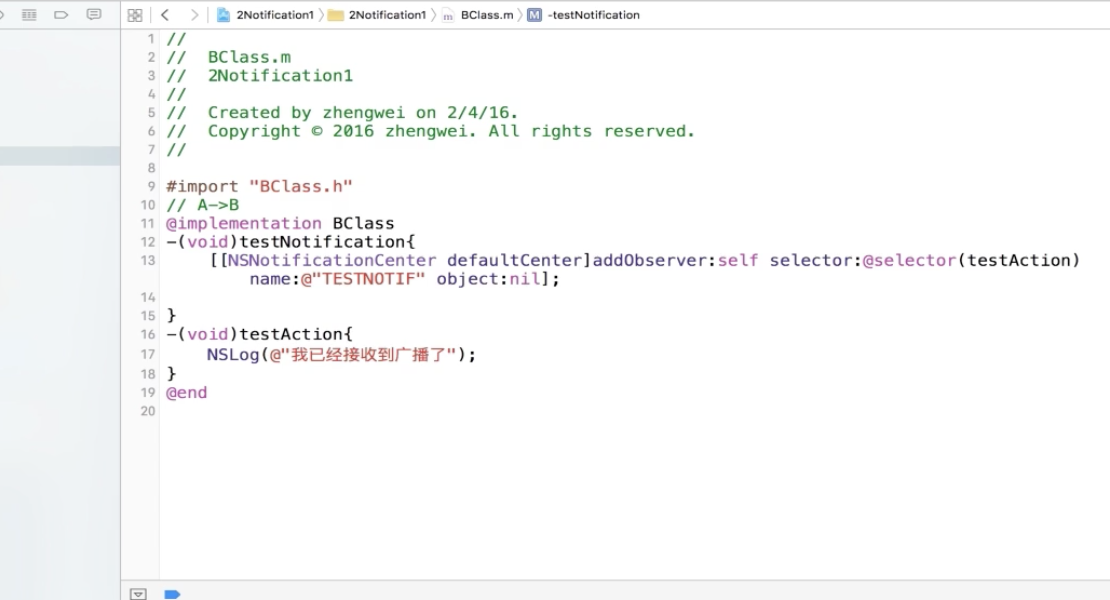 2Notification1 2Notification1 BClass.m M -testNotification
1 //
2 // BClass.m
3 // 2Notification1
4 //
5 // Created by zhengwei on 2/4/16.
6 // Copyright © 2016 zhengwei. All rights reserved.
7 //
8
9 #import "BClass.h"
10 // A->B
11 @implementation BClass
12 -(void)testNotification{
13 [[NSNotificationCenter defaultCenter]addObserver:self selector:@selector(testAction)
name:@"TESTNOTIF" object:nil];
14
15 }
16 -(void)testAction{
17 NSLog(@"我已经接收到广播了");
18 }
19 @end
20